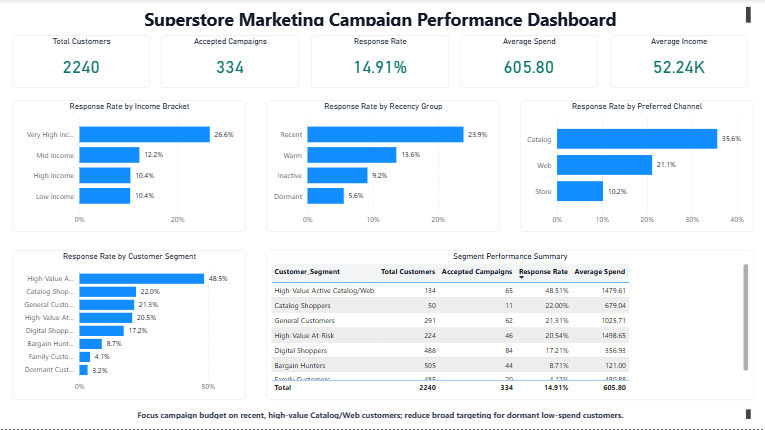 Superstore Marketing Campaign Performance Dashboard
Total Customers
2240
Accepted Campaigns
334
Response Rate
14.91%
Average Spend
605.80
Average Income
52.24K
Response Rate by Income Bracket
Very High Inc... 26.6%
Mid Income 12.2%
High Income 10.4%
Low Income 10.4%
0% 20%
Response Rate by Recency Group
Recent 23.9%
Warm 13.6%
Inactive 9.2%
Dormant 5.6%
0% 10% 20%
Response Rate by Preferred Channel
Catalog 35.6%
Web 21.1%
Store 10.2%
0% 10% 20% 30% 40%
Response Rate by Customer Segment
High-Value A... 48.5%
Catalog Shop... 22.0%
General Custo... 21.3%
High-Value At... 20.5%
Digital Shopp... 17.2%
Bargain Hunt... 8.7%
Family Custo... 4.1%
Dormant Cust... 3.2%
0% 50%
Segment Performance Summary
Customer_Segment Total Customers Accepted Campaigns Response Rate Average Spend
High-Value Active Catalog/Web 134 65 48.51% 1479.61
Catalog Shoppers 50 11 22.00% 679.04
General Customers 291 62 21.31% 1025.71
High-Value At-Risk 224 46 20.54% 1498.65
Digital Shoppers 488 84 17.21% 356.93
Bargain Hunters 505 44 8.71% 121.00
Family Customers 485 20 4.12%
Total 2240 334 14.91% 605.80
Focus campaign budget on recent, high-value Catalog/Web customers; reduce broad targeting for dormant low-spend customers.